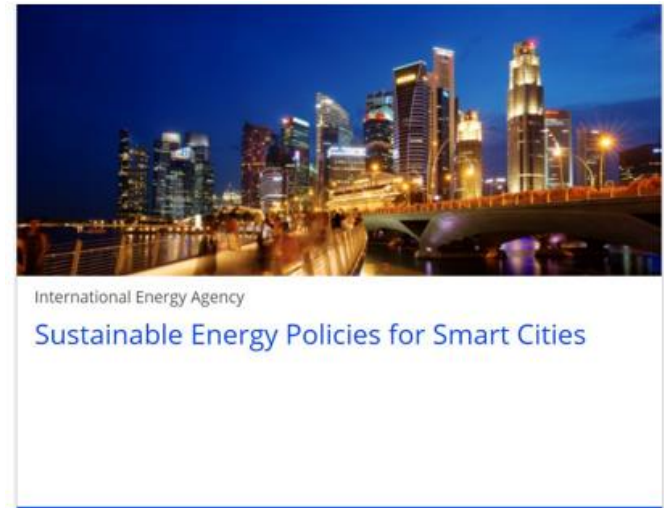 International Energy Agency
Sustainable Energy Policies for Smart Cities